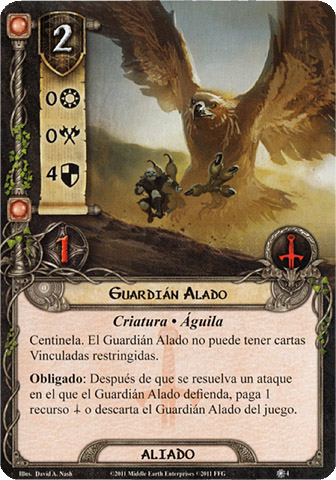 2
0
0
4
1
Guardián Alado
Criatura • Águila
Centinela. El Guardián Alado no puede tener cartas
Vinculadas restringidas.
Obligado: Después de que se resuelva un ataque
en el que el Guardián Alado defienda, paga 1
recurso o descarta el Guardián Alado del juego.
ALIADO
Illus. David A. Nash ©2011 Middle Earth Enterprises ©2011 FFG 4